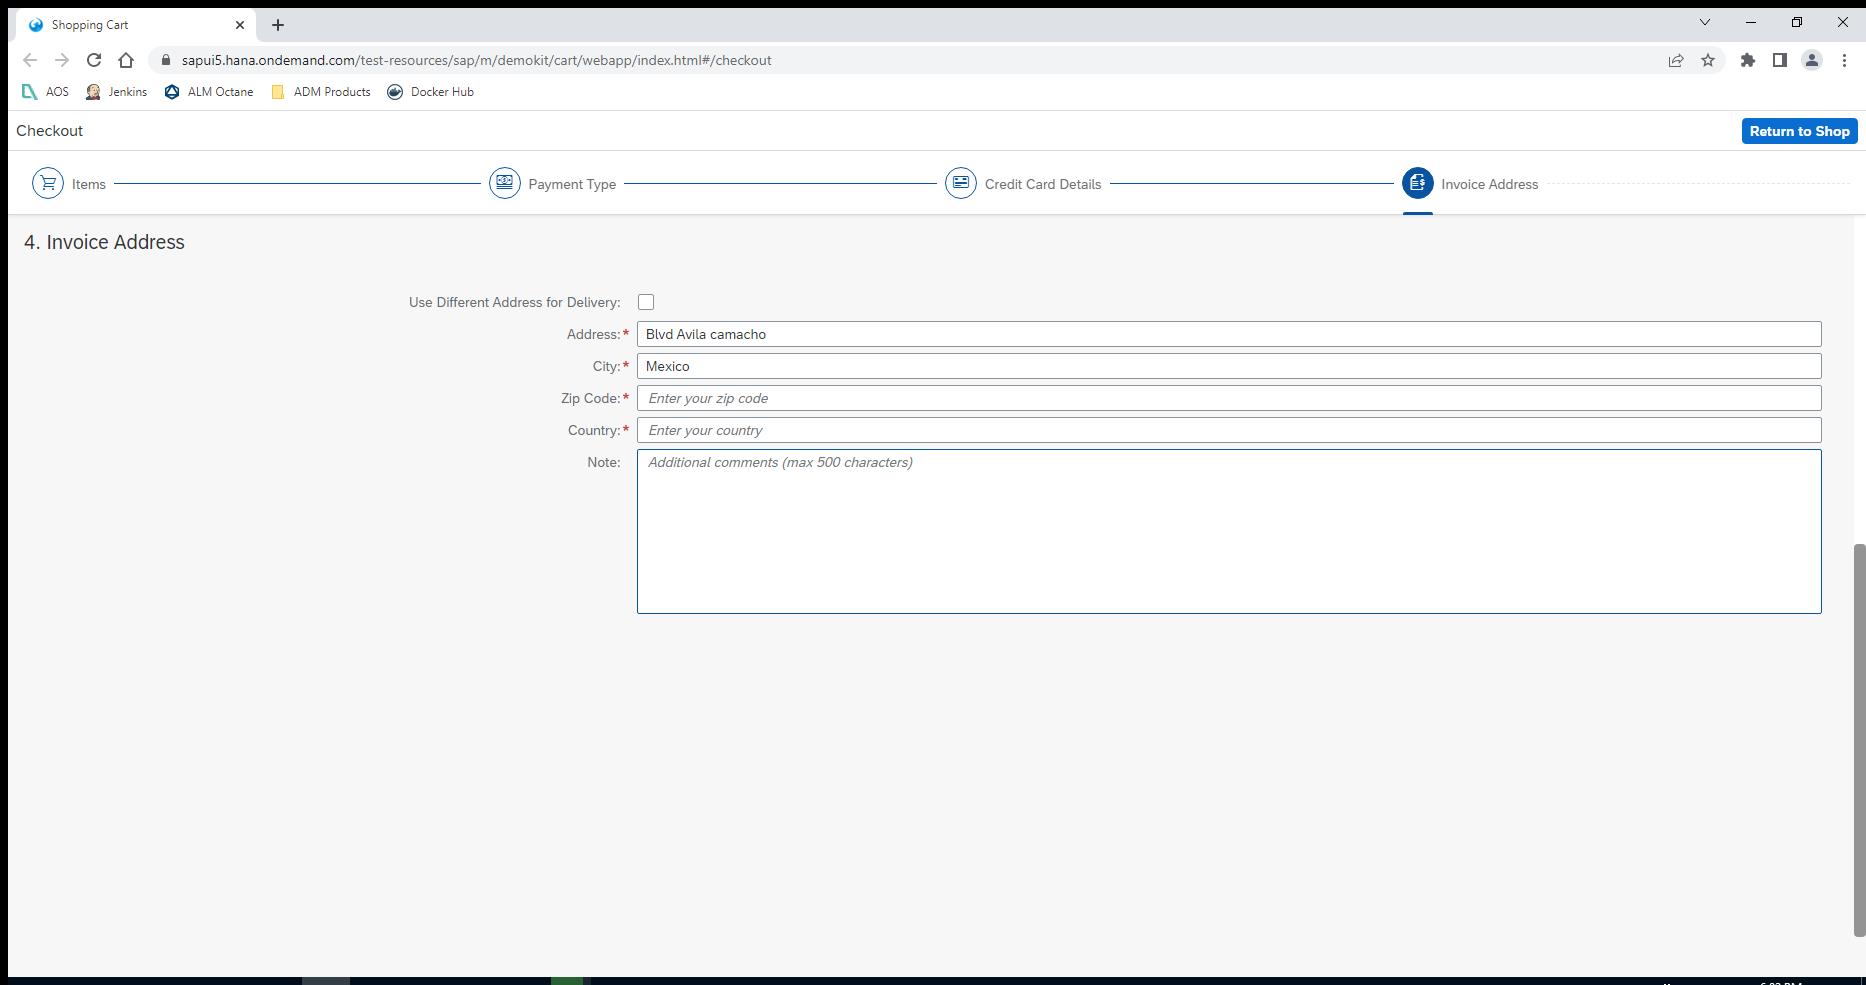 Shopping Cart
sapui5.hana.ondemand.com/test-resources/sap/m/demokit/cart/webapp/index.html#/checkout
AOS Jenkins ALM Octane ADM Products Docker Hub
Checkout Return to Shop
Items Payment Type Credit Card Details Invoice Address
4. Invoice Address
Use Different Address for Delivery:
Address:* Blvd Avila camacho
City:* Mexico
Zip Code:* Enter your zip code
Country:* Enter your country
Note: Additional comments (max 500 characters)